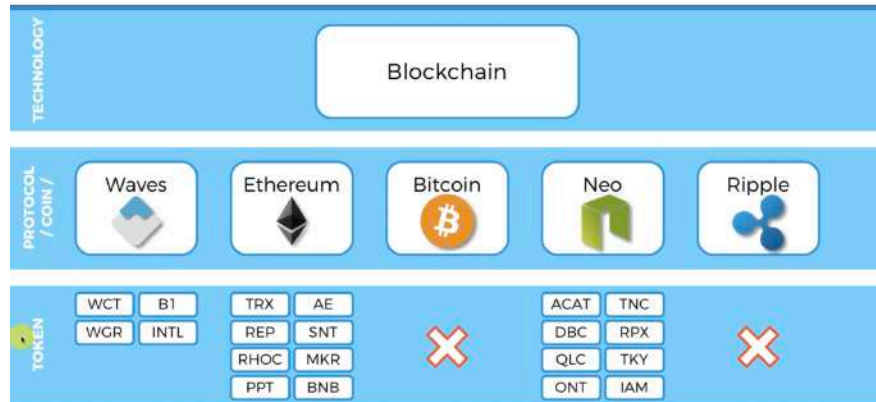 TECHNOLOGY
Blockchain
PROTOCOL
/ COIN /
Waves
Ethereum
Bitcoin
Neo
Ripple
TOKEN
WCT B1
WGR INTL
TRX AE
REP SNT
RHOC MKR
PPT BNB
ACAT TNC
DBC RPX
QLC TKY
ONT IAM